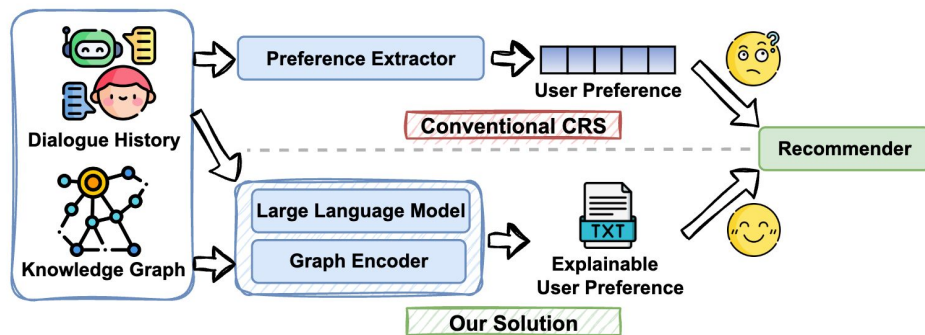 Dialogue History
Knowledge Graph
Preference Extractor
User Preference
Conventional CRS
Large Language Model
Graph Encoder
TXT
Explainable
User Preference
Our Solution
Recommender